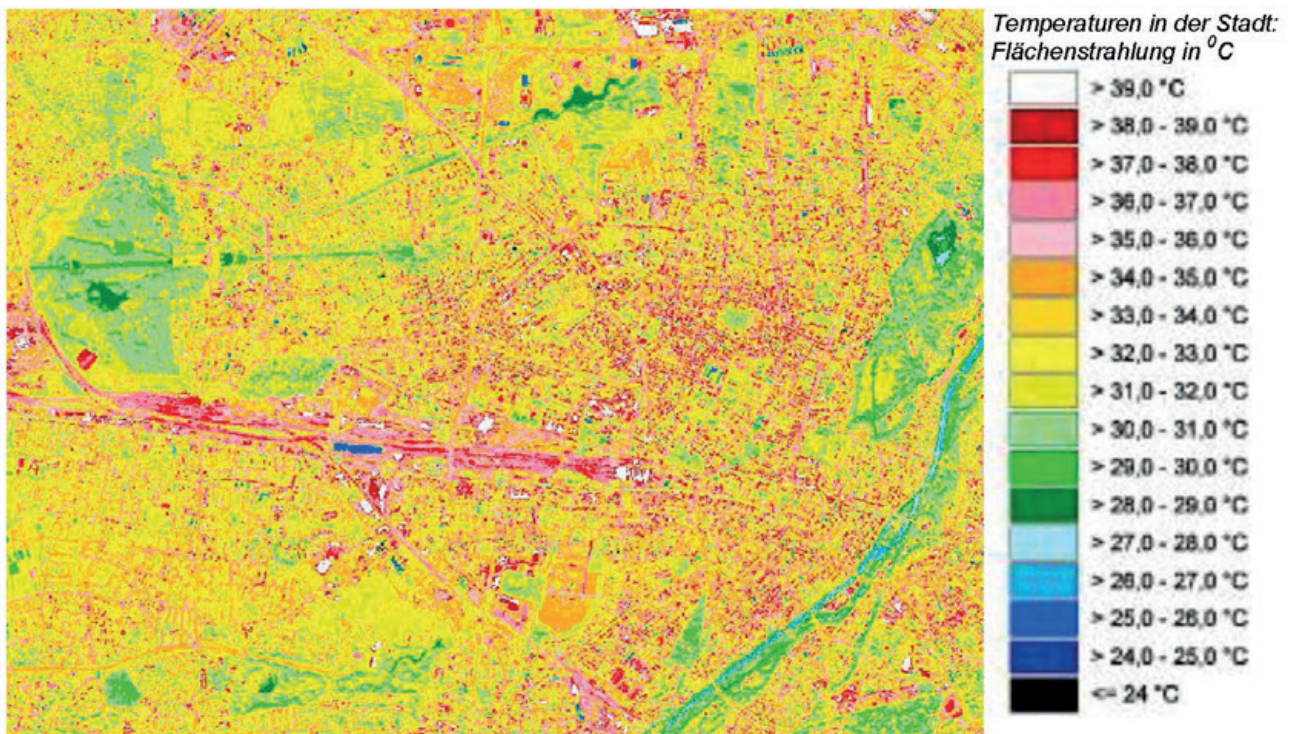 Temperaturen in der Stadt:
Flächenstrahlung in ⁰C
> 39,0 °C
> 38,0 - 39,0 °C
> 37,0 - 38,0 °C
> 36,0 - 37,0 °C
> 35,0 - 36,0 °C
> 34,0 - 35,0 °C
> 33,0 - 34,0 °C
> 32,0 - 33,0 °C
> 31,0 - 32,0 °C
> 30,0 - 31,0 °C
> 29,0 - 30,0 °C
> 28,0 - 29,0 °C
> 27,0 - 28,0 °C
> 26,0 - 27,0 °C
> 25,0 - 26,0 °C
> 24,0 - 25,0 °C
<= 24 °C